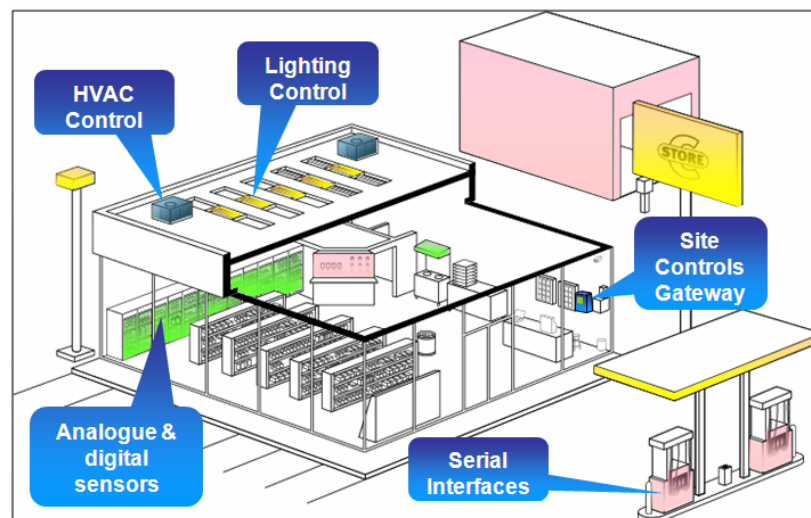 HVAC
Control
Lighting
Control
C
STORE
Site
Controls
Gateway
Analogue &
digital
sensors
Serial
Interfaces